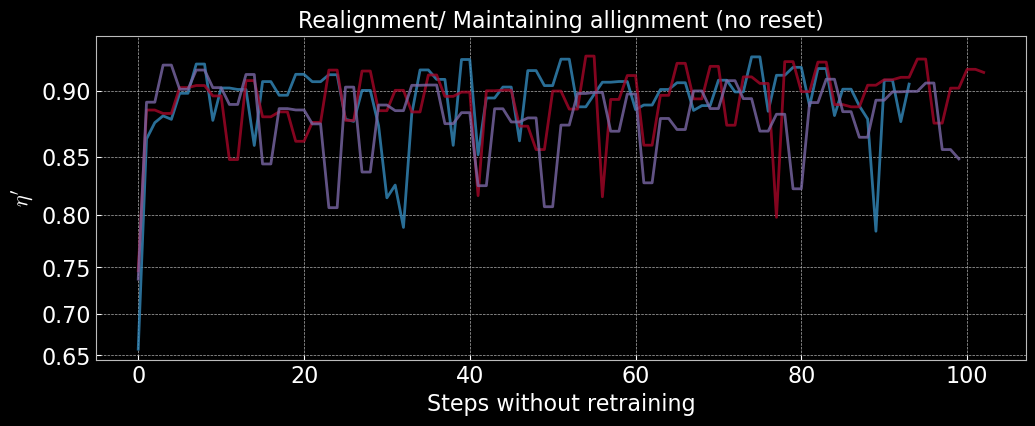 Realignment/ Maintaining allignment (no reset)
η′
0.90
0.85
0.80
0.75
0.70
0.65
0 20 40 60 80 100
Steps without retraining